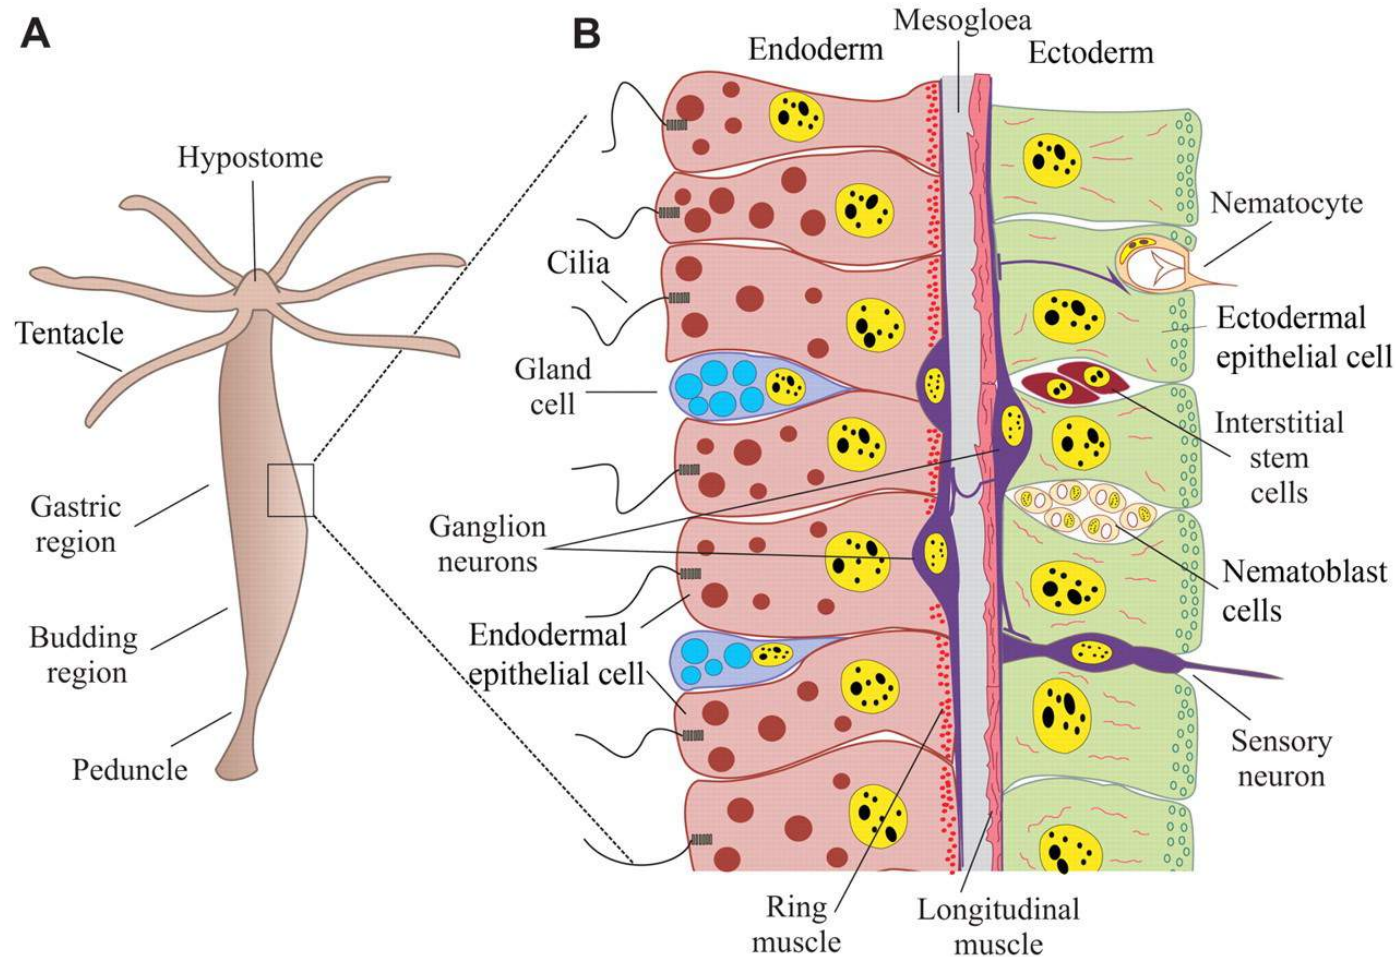 A
Hypostome
Tentacle
Gastric
region
Budding
region
Peduncle
B
Mesogloea
Endoderm
Ectoderm
Cilia
Gland
cell
Ganglion
neurons
Endodermal
epithelial cell
Nematocyte
Ectodermal
epithelial cell
Interstitial
stem
cells
Nematoblast
cells
Sensory
neuron
Ring
muscle
Longitudinal
muscle